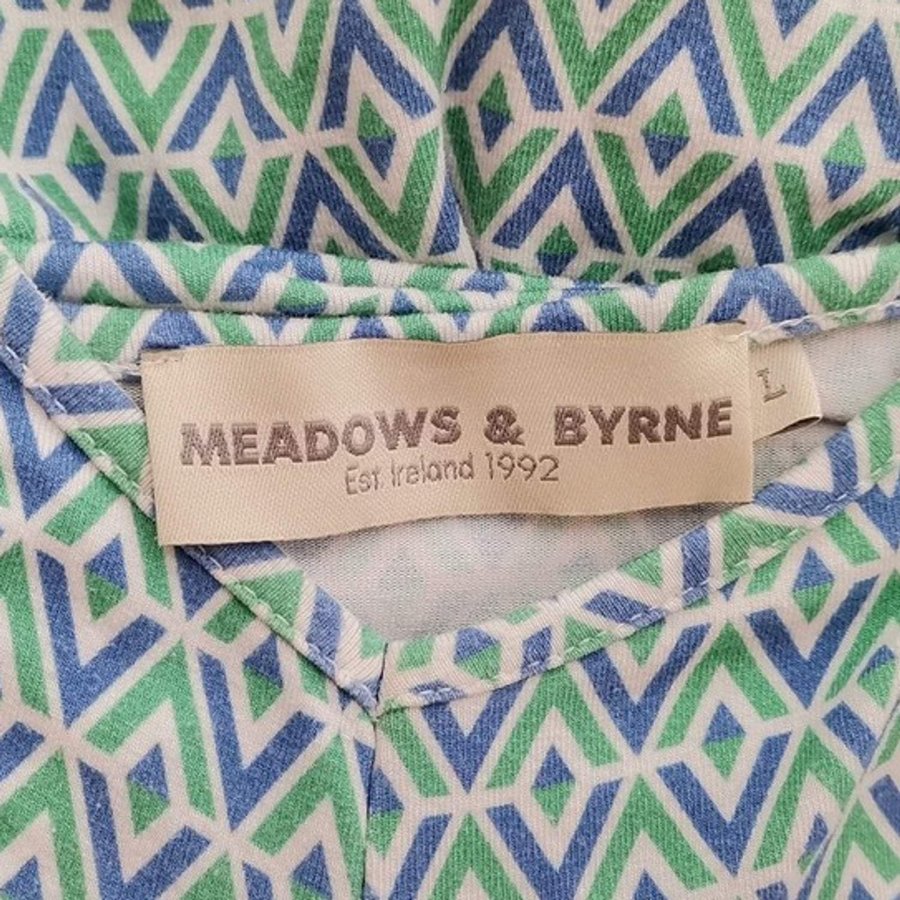 MEADOWS & BYRNE
Est. Ireland 1992
L